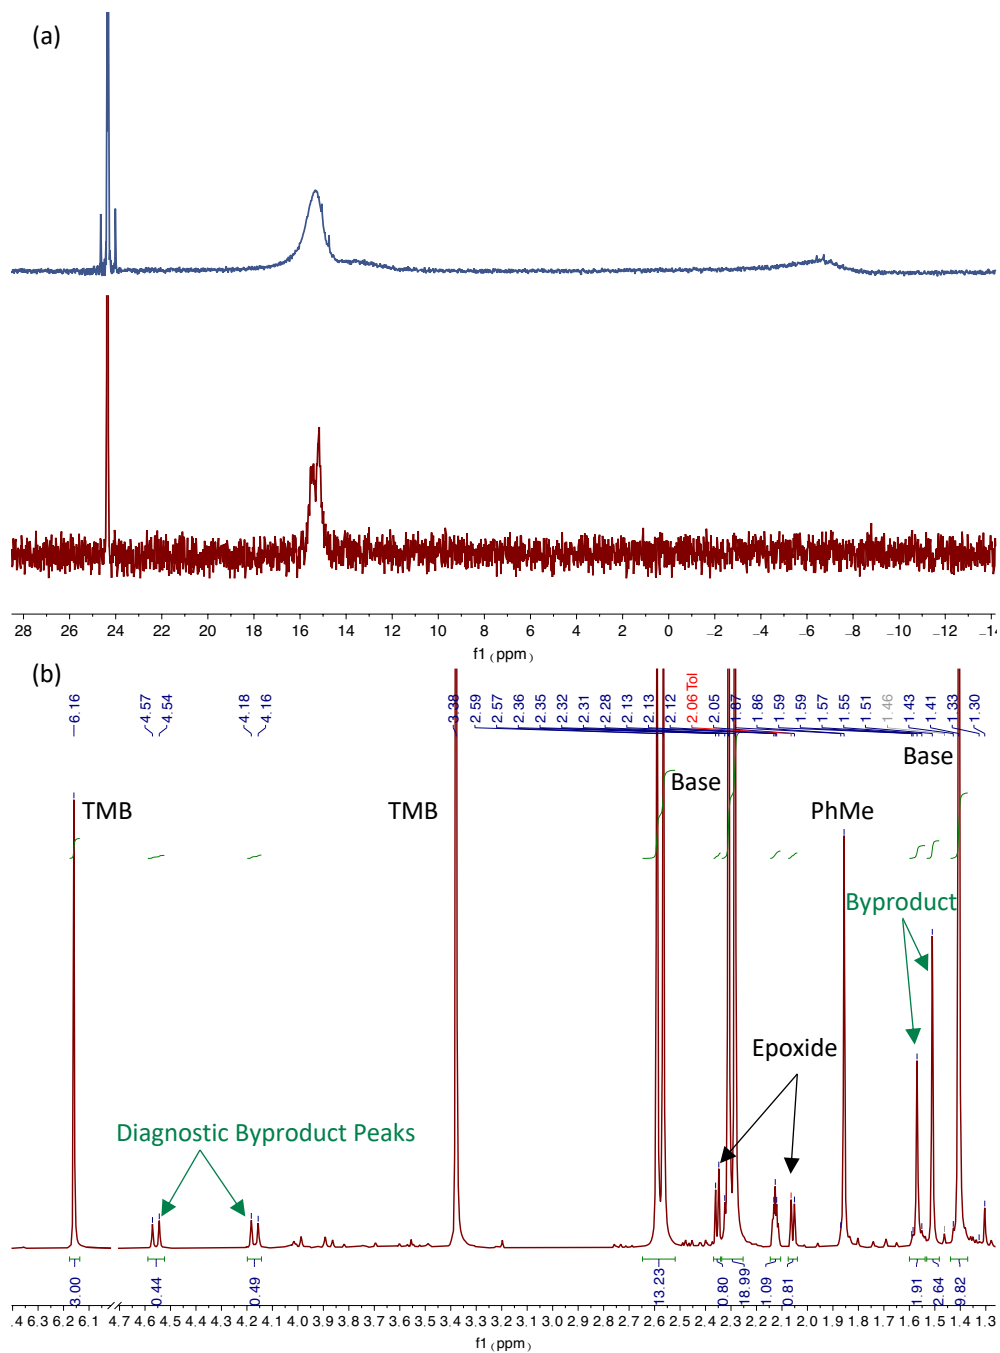 (a)
28 26 24 22 20 18 16 14 12 10 8 6 4 2 0 −2 −4 −6 −8 −10 −12 −14
f1 (ppm)
(b)
6.16 4.57 4.54 4.18 4.16 3.38 2.59 2.57 2.36 2.35 2.32 2.31 2.28 2.13 2.13 2.12 2.06 Tol 2.05 1.87 1.86 1.59 1.59 1.57 1.55 1.51 1.46 1.43 1.41 1.33 1.30
Base
Base
TMB TMB PhMe
Byproduct
Epoxide
Diagnostic Byproduct Peaks
3.00 0.44 0.49 13.23 0.80 18.99 1.09 0.81 1.91 2.64 9.82
.4 6.3 6.2 6.1 4.7 4.6 4.5 4.4 4.3 4.2 4.1 4.0 3.9 3.8 3.7 3.6 3.5 3.4 3.3 3.2 3.1 3.0 2.9 2.8 2.7 2.6 2.5 2.4 2.3 2.2 2.1 2.0 1.9 1.8 1.7 1.6 1.5 1.4 1.3
f1 (ppm)